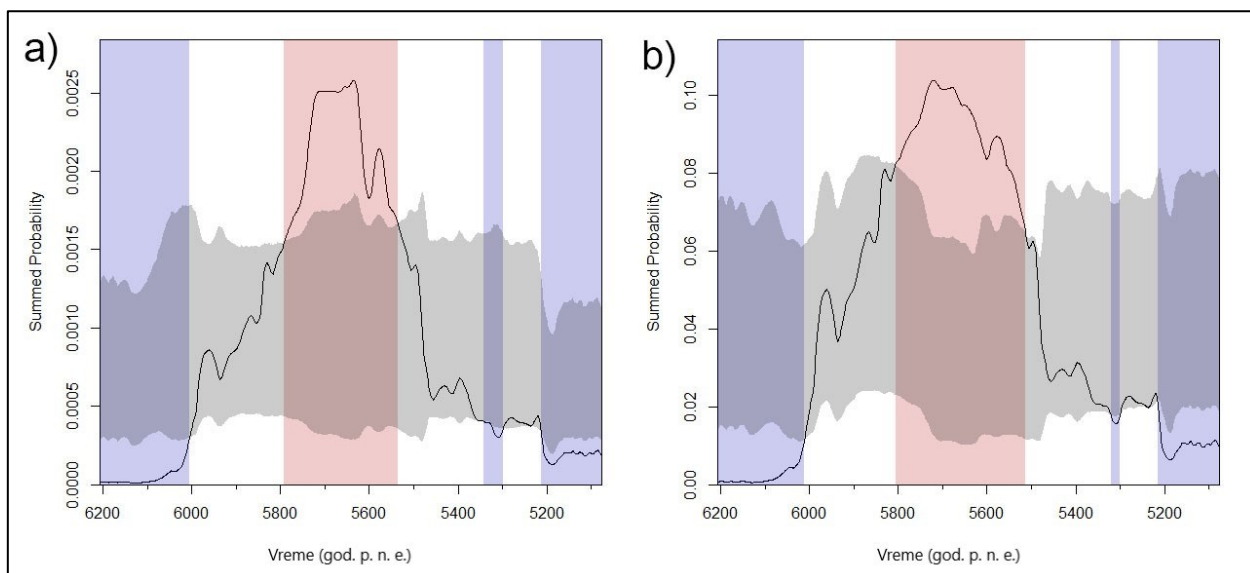 a)
Summed Probability
0.0025
0.0020
0.0015
0.0010
0.0005
0.0000
6200 6000 5800 5600 5400 5200
Vreme (god. p. n. e.)
b)
Summed Probability
0.10
0.08
0.06
0.04
0.02
0.00
6200 6000 5800 5600 5400 5200
Vreme (god. p. n. e.)